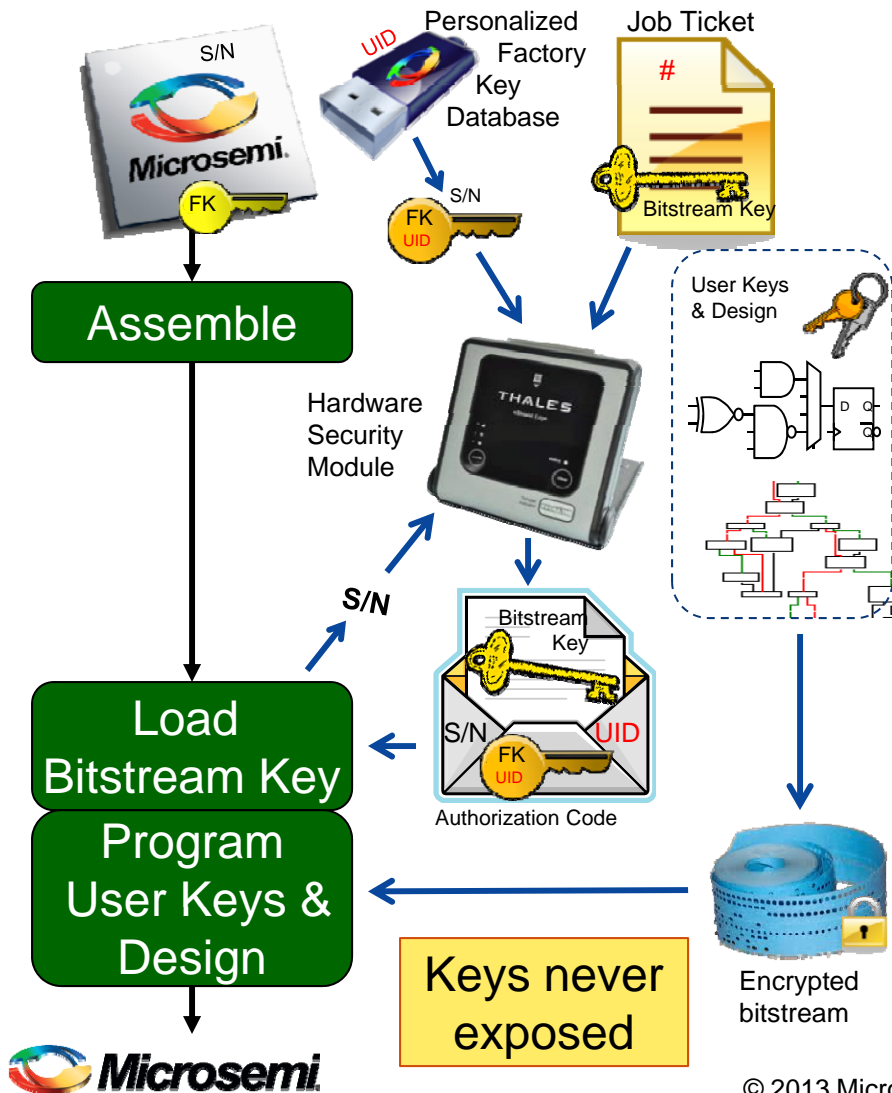 S/N
Microsemi.
FK
UID
Personalized
Factory
Key
Database
Job Ticket
#
Bitstream Key
S/N
FK
UID
User Keys
& Design
D Q
Q
Assemble
Hardware
Security
Module
THALES
S/N
Bitstream
Key
S/N
UID
FK
UID
Authorization Code
Load
Bitstream Key
Program
User Keys &
Design
Keys never
exposed
Encrypted
bitstream
Microsemi.
© 2013 Micros